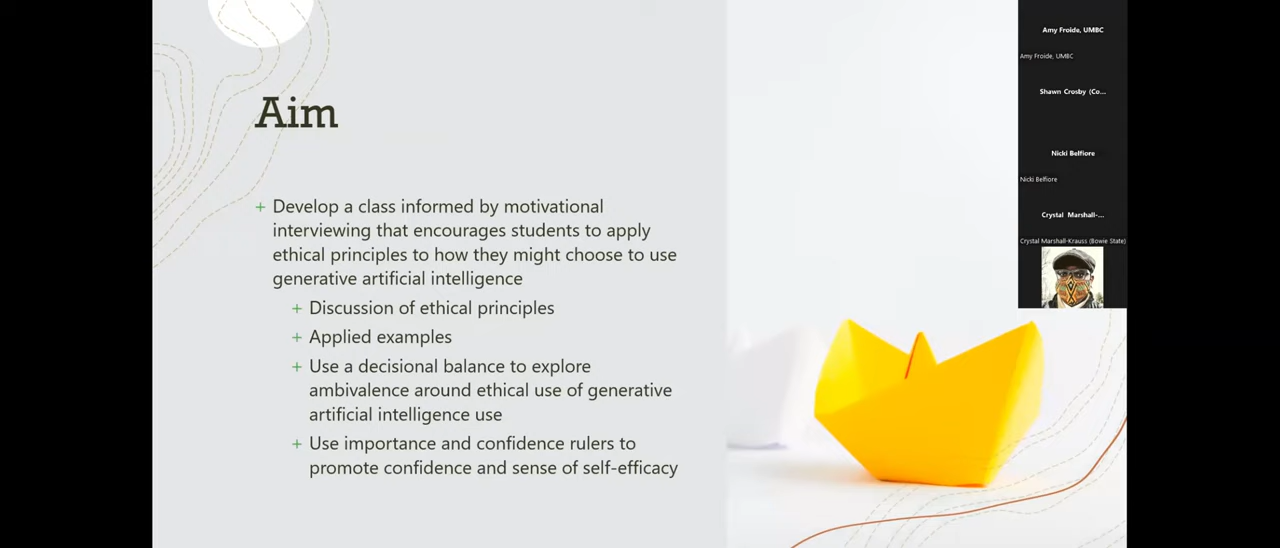 Aim
+ Develop a class informed by motivational
interviewing that encourages students to apply
ethical principles to how they might choose to use
generative artificial intelligence
+ Discussion of ethical principles
+ Applied examples
+ Use a decisional balance to explore
ambivalence around ethical use of generative
artificial intelligence use
+ Use importance and confidence rulers to
promote confidence and sense of self-efficacy
Amy Froide, UMBC
Amy Froide, UMBC
Shawn Crosby (Co...
Nicki Belfiore
Nicki Belfiore
Crystal Marshall-...
Crystal Marshall-Krauss (Bowie State)